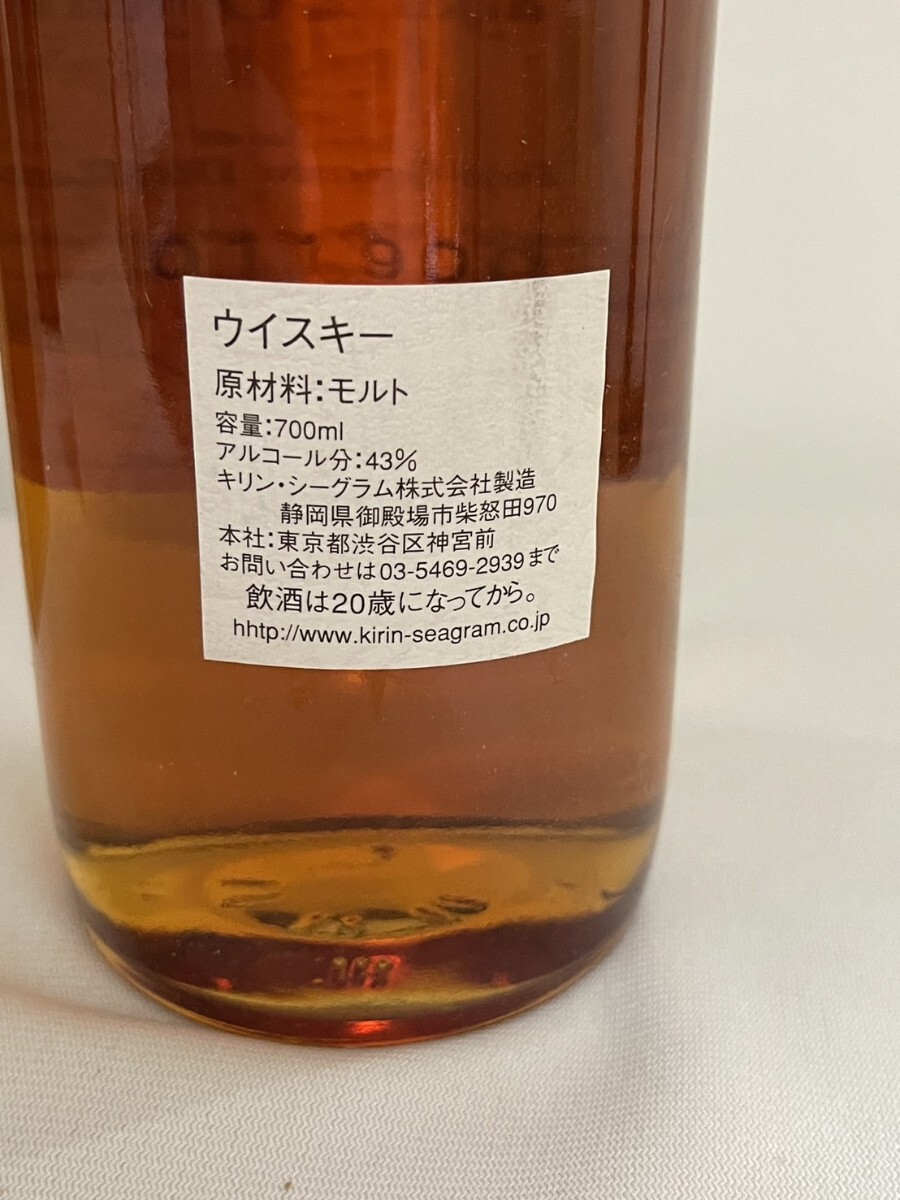 ウイスキー
原材料：モルト
容量：700ml
アルコール分：43%
キリン・シーグラム株式会社製造
静岡県御殿場市柴怒田970
本社：東京都渋谷区神宮前
お問い合わせは03-5469-2939まで
飲酒は20歳になってから。
hhtp://www.kirin-seagram.co.jp